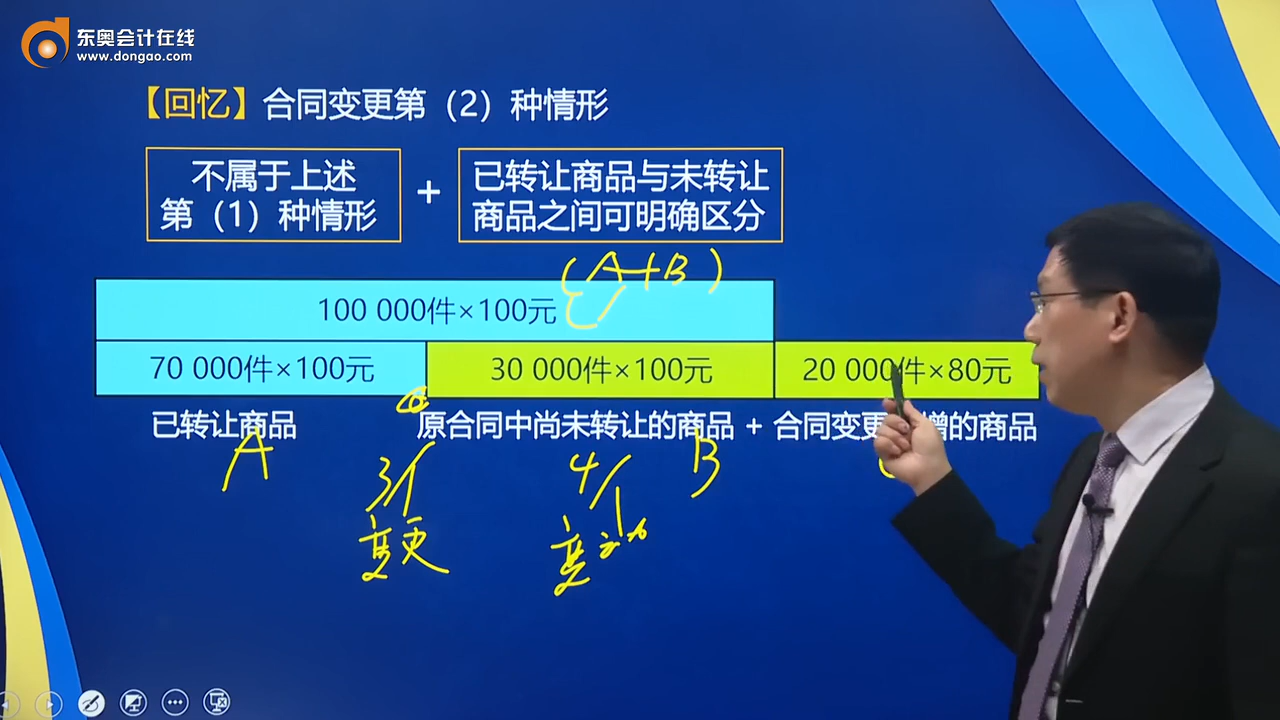 东奥会计在线
www.dongao.com
【回忆】合同变更第（2）种情形
不属于上述
第（1）种情形
+
已转让商品与未转让
商品之间可明确区分
(A+B)
100 000件×100元
70 000件×100元
30 000件×100元
20 000件×80元
已转让商品
原合同中尚未转让的商品 + 合同变更 增的商品
A
3/1
4/1
B
变更
变动